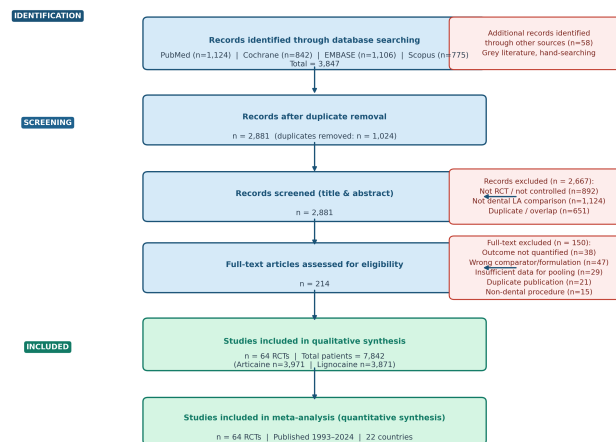 IDENTIFICATION
Records identified through database searching
PubMed (n=1,124) | Cochrane (n=842) | EMBASE (n=1,106) | Scopus (n=775)
Total = 3,847
Additional records identified
through other sources (n=58)
Grey literature, hand-searching
SCREENING
Records after duplicate removal
n = 2,881 (duplicates removed: n = 1,024)
Records screened (title & abstract)
n = 2,881
Records excluded (n = 2,667):
Not RCT / not controlled (n=892)
Not dental LA comparison (n=1,124)
Duplicate / overlap (n=651)
Full-text articles assessed for eligibility
n = 214
Full-text excluded (n = 150):
Outcome not quantified (n=38)
Wrong comparator/formulation (n=47)
Insufficient data for pooling (n=29)
Duplicate publication (n=21)
Non-dental procedure (n=15)
INCLUDED
Studies included in qualitative synthesis
n = 64 RCTs | Total patients = 7,842
(Articaine n=3,971 | Lignocaine n=3,871)
Studies included in meta-analysis (quantitative synthesis)
n = 64 RCTs | Published 1993–2024 | 22 countries